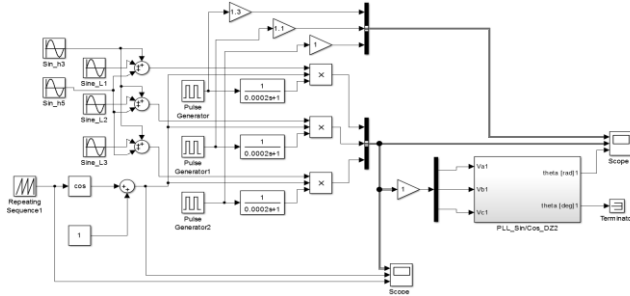 1.3
1.1
1
Sin_h3
Sine_L1
Sin_h5
Sine_L2
Sine_L3
Pulse
Generator
1
0.0002s+1
×
Pulse
Generator1
1
0.0002s+1
×
Pulse
Generator2
1
0.0002s+1
×
Repeating
Sequence1
cos
1
1
Va1
Vb1
Vc1
theta [rad]1
theta [deg]1
PLL_Sin/Cos_DZ2
Scope
Terminato
Scope